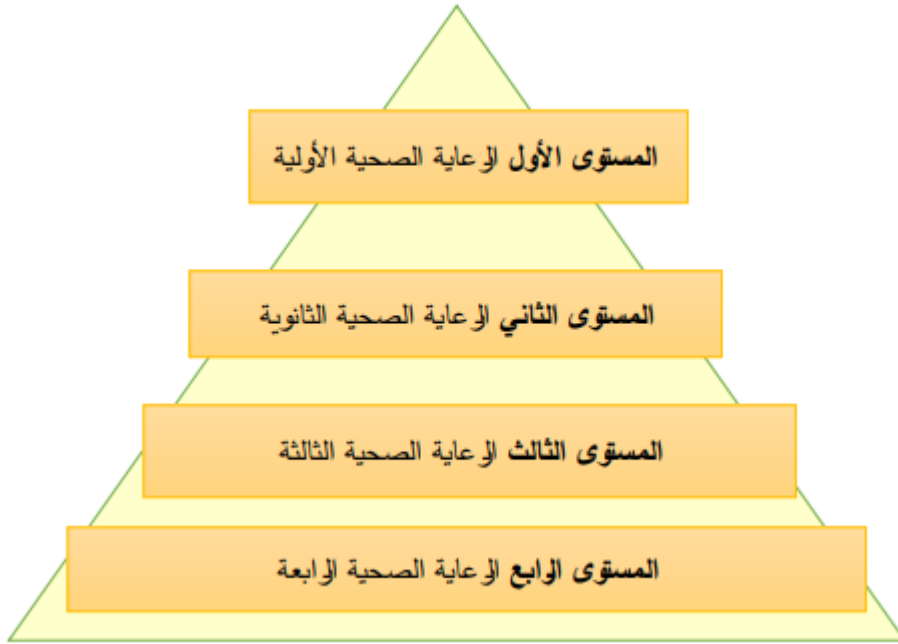 المستوى الأول الرعاية الصحية الأولية
المستوى الثاني الرعاية الصحية الثانوية
المستوى الثالث الرعاية الصحية الثالثة
المستوى الرابع الرعاية الصحية الرابعة